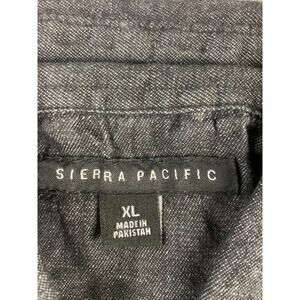 SIERRA PACIFIC
XL
MADE IN
PAKISTAN